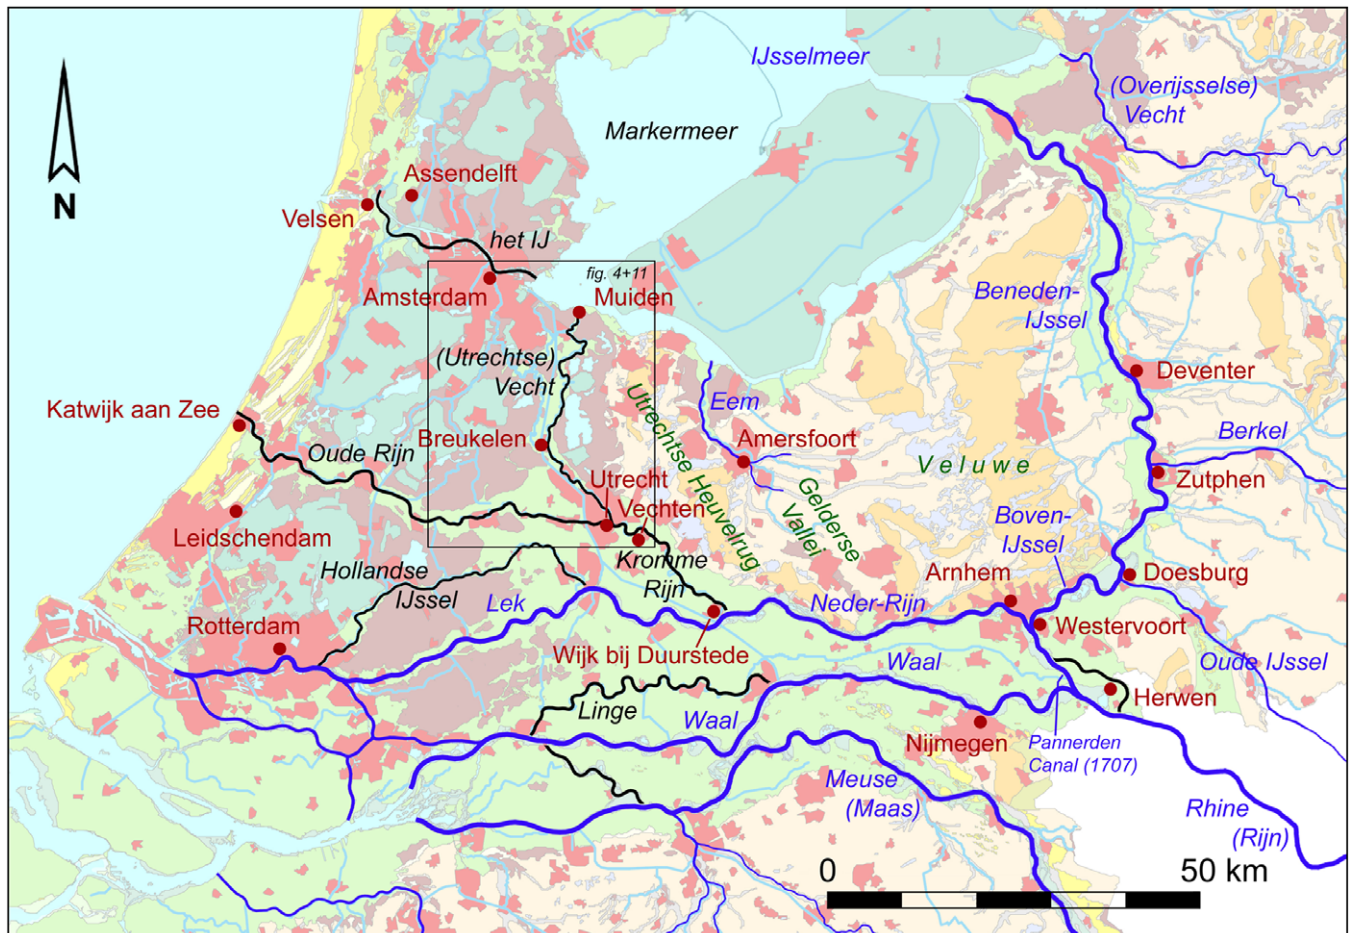 IJsselmeer
(Overijsselse)
Vecht
Markermeer
Assendelft
Velsen
het IJ
fig. 4+11
Amsterdam
Muiden
Beneden-
IJssel
(Utrechtse)
Vecht
Deventer
Katwijk aan Zee
Eem
Utrechtse Heuvelrug
Breukelen
Amersfoort
Berkel
Oude Rijn
Veluwe
Utrecht
Zutphen
Gelderse
Vallei
Vechten
Boven-
IJssel
Leidschendam
Kromme
Rijn
Hollandse
IJssel
Arnhem
Doesburg
Lek
Neder-Rijn
Rotterdam
Westervoort
Wijk bij Duurstede
Waal
Oude IJssel
Herwen
Linge
Waal
Nijmegen
Pannerden
Canal (1707)
Meuse
(Maas)
Rhine
(Rijn)
0
50 km
N